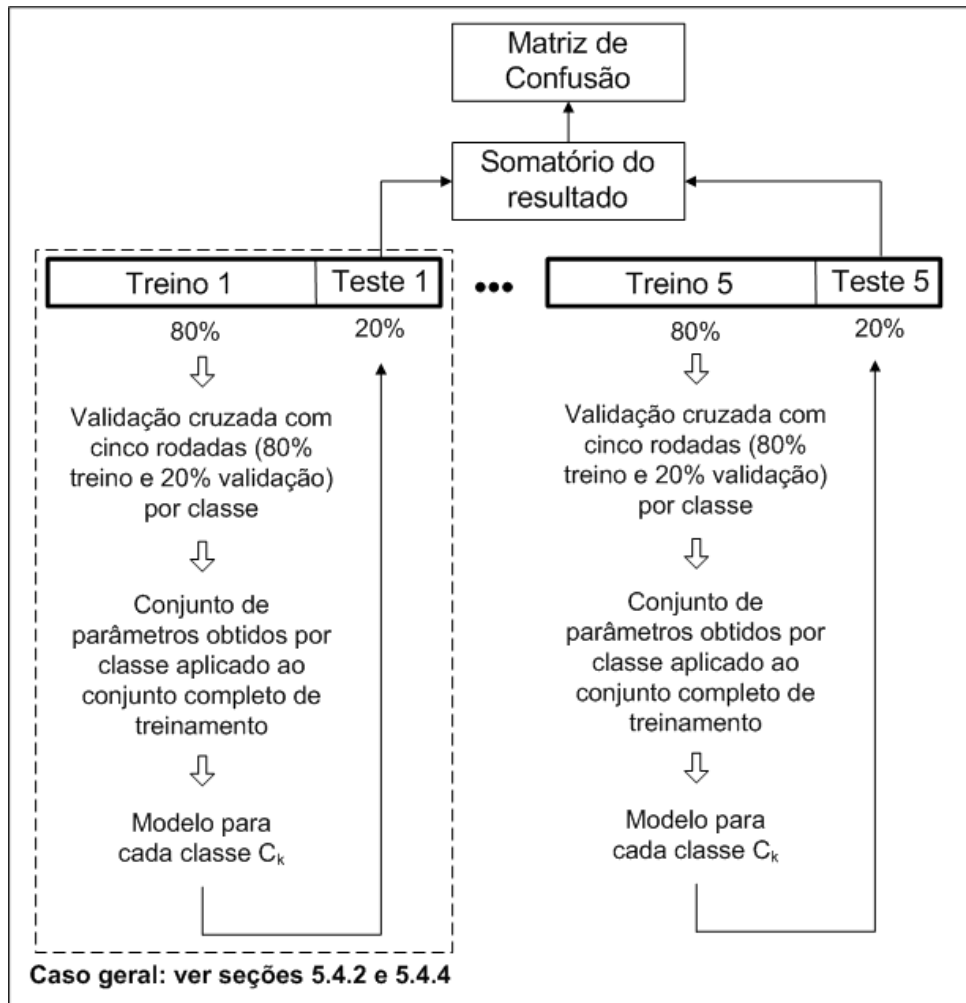 Matriz de
Confusão
Somatório do
resultado
Treino 1
Teste 1
•••
Treino 5
Teste 5
80%
20%
80%
20%
Validação cruzada com
cinco rodadas (80%
treino e 20% validação)
por classe
Conjunto de
parâmetros obtidos por
classe aplicado ao
conjunto completo de
treinamento
Modelo para
cada classe Cₖ
Validação cruzada com
cinco rodadas (80%
treino e 20% validação)
por classe
Conjunto de
parâmetros obtidos por
classe aplicado ao
conjunto completo de
treinamento
Modelo para
cada classe Cₖ
Caso geral: ver seções 5.4.2 e 5.4.4